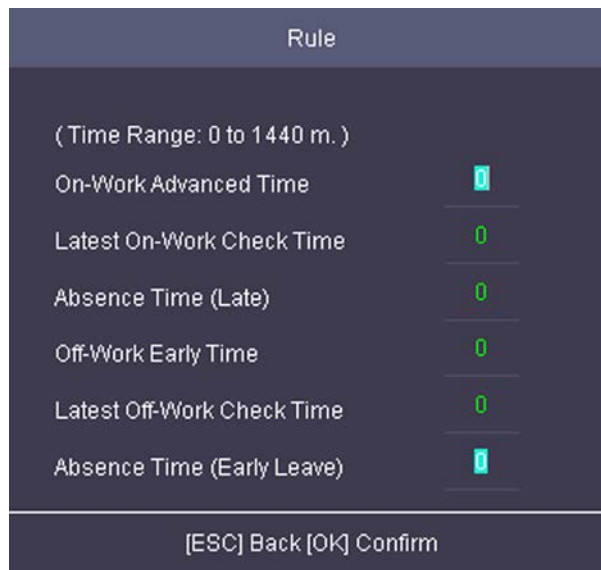 Rule
( Time Range: 0 to 1440 m. )
On-Work Advanced Time 0
Latest On-Work Check Time 0
Absence Time (Late) 0
Off-Work Early Time 0
Latest Off-Work Check Time 0
Absence Time (Early Leave) 0
[ESC] Back [OK] Confirm